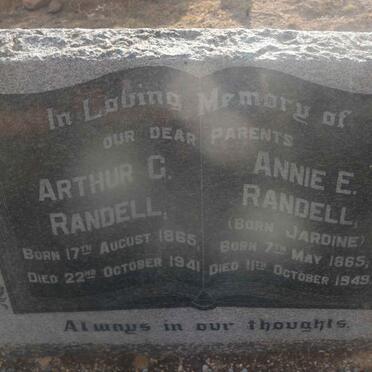 In Loving Memory of
OUR DEAR PARENTS
ARTHUR C.
RANDELL,
BORN 17TH AUGUST 1865,
DIED 22ND OCTOBER 1941
ANNIE E.
RANDELL,
(BORN JARDINE)
BORN 7TH MAY 1865,
DIED 11TH OCTOBER 1949.
Always in our thoughts.